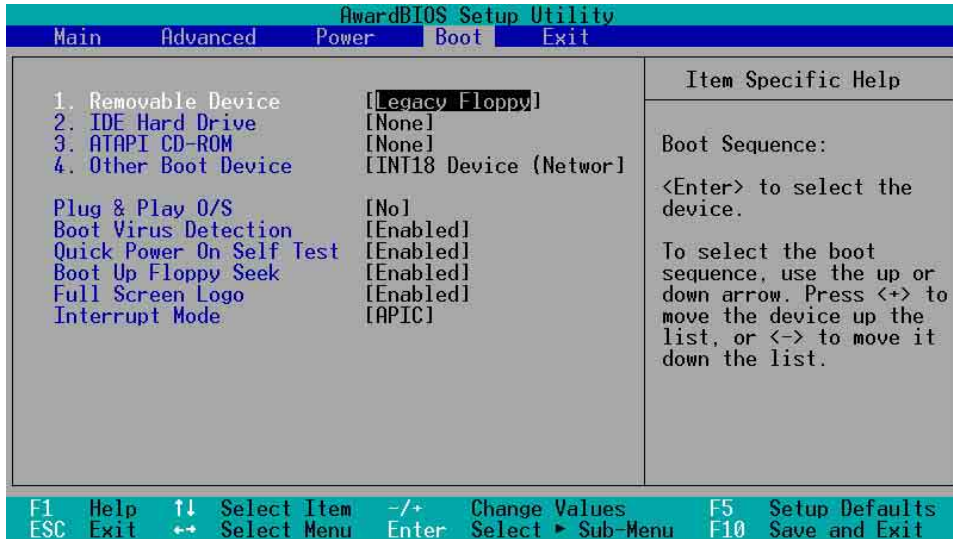 AwardBIOS Setup Utility
Main Advanced Power Boot Exit
1. Removable Device [Legacy Floppy]
2. IDE Hard Drive [None]
3. ATAPI CD-ROM [None]
4. Other Boot Device [INT18 Device (Networ]
Plug & Play O/S [No]
Boot Virus Detection [Enabled]
Quick Power On Self Test [Enabled]
Boot Up Floppy Seek [Enabled]
Full Screen Logo [Enabled]
Interrupt Mode [APIC]
Item Specific Help
Boot Sequence:
<Enter> to select the
device.
To select the boot
sequence, use the up or
down arrow. Press <+> to
move the device up the
list, or <-> to move it
down the list.
F1 Help ↑↓ Select Item -/+ Change Values F5 Setup Defaults
ESC Exit ←→ Select Menu Enter Select ► Sub-Menu F10 Save and Exit